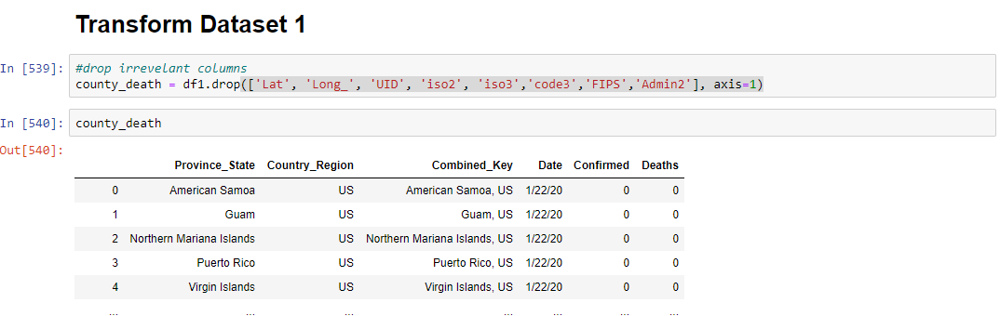 Transform Dataset 1
In [539]: #drop irrevelant columns
county_death = df1.drop(['Lat', 'Long_', 'UID', 'iso2', 'iso3','code3','FIPS','Admin2'], axis=1)
In [540]: county_death
Out[540]:
Province_State Country_Region Combined_Key Date Confirmed Deaths
0 American Samoa US American Samoa, US 1/22/20 0 0
1 Guam US Guam, US 1/22/20 0 0
2 Northern Mariana Islands US Northern Mariana Islands, US 1/22/20 0 0
3 Puerto Rico US Puerto Rico, US 1/22/20 0 0
4 Virgin Islands US Virgin Islands, US 1/22/20 0 0
... ... ... ... ... ... ...